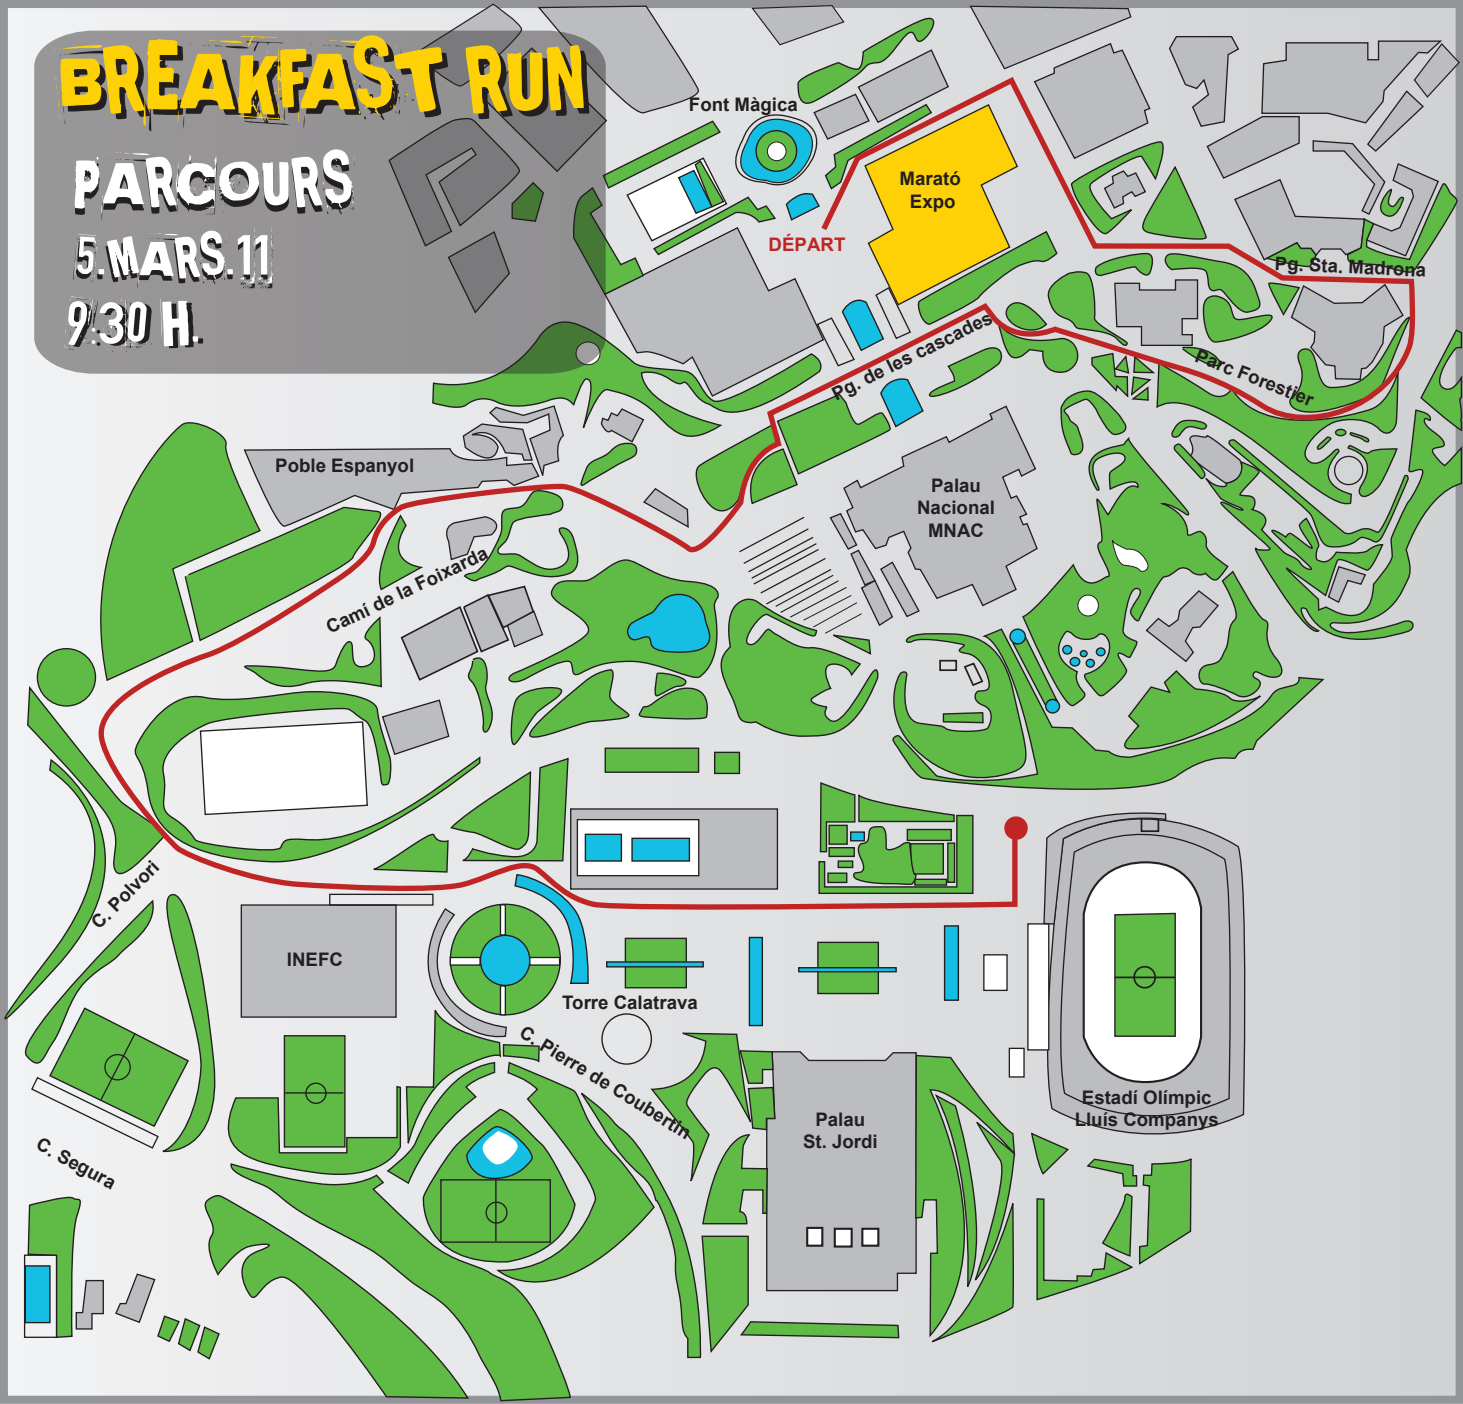 BREAKFAST RUN
PARCOURS
5.MARS.11
9:30 H.
Font Màgica
Marató
Expo
DÉPART
Pg. Sta. Madrona
Pg. de les cascades
Parc Forestier
Poble Espanyol
Palau
Nacional
MNAC
Camí de la Foixarda
C. Polvori
INEFC
Torre Calatrava
C. Pierre de Coubertín
Estadí Olímpic
Lluís Companys
Palau
St. Jordi
C. Segura